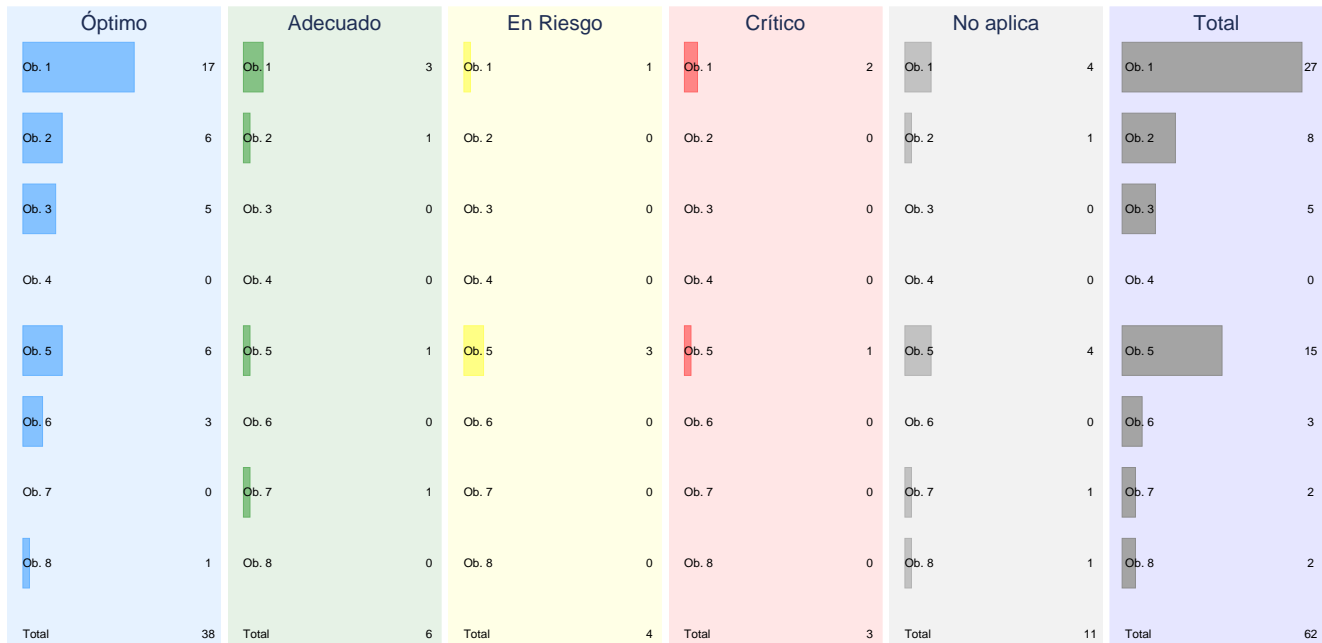 Óptimo Adecuado En Riesgo Crítico No aplica Total
Ob. 1 17 Ob. 1 3 Ob. 1 1 Ob. 1 2 Ob. 1 4 Ob. 1 27
Ob. 2 6 Ob. 2 1 Ob. 2 0 Ob. 2 0 Ob. 2 1 Ob. 2 8
Ob. 3 5 Ob. 3 0 Ob. 3 0 Ob. 3 0 Ob. 3 0 Ob. 3 5
Ob. 4 0 Ob. 4 0 Ob. 4 0 Ob. 4 0 Ob. 4 0 Ob. 4 0
Ob. 5 6 Ob. 5 1 Ob. 5 3 Ob. 5 1 Ob. 5 4 Ob. 5 15
Ob. 6 3 Ob. 6 0 Ob. 6 0 Ob. 6 0 Ob. 6 0 Ob. 6 3
Ob. 7 0 Ob. 7 1 Ob. 7 0 Ob. 7 0 Ob. 7 1 Ob. 7 2
Ob. 8 1 Ob. 8 0 Ob. 8 0 Ob. 8 0 Ob. 8 1 Ob. 8 2
Total 38 Total 6 Total 4 Total 3 Total 11 Total 62